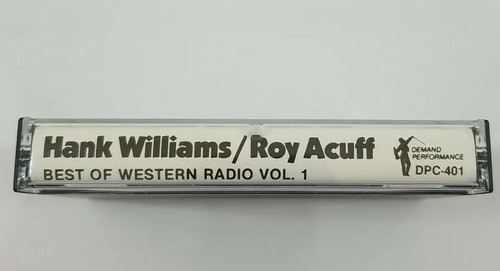 Hank Williams/Roy Acuff
BEST OF WESTERN RADIO VOL. 1
DEMAND
PERFORMANCE
DPC-401